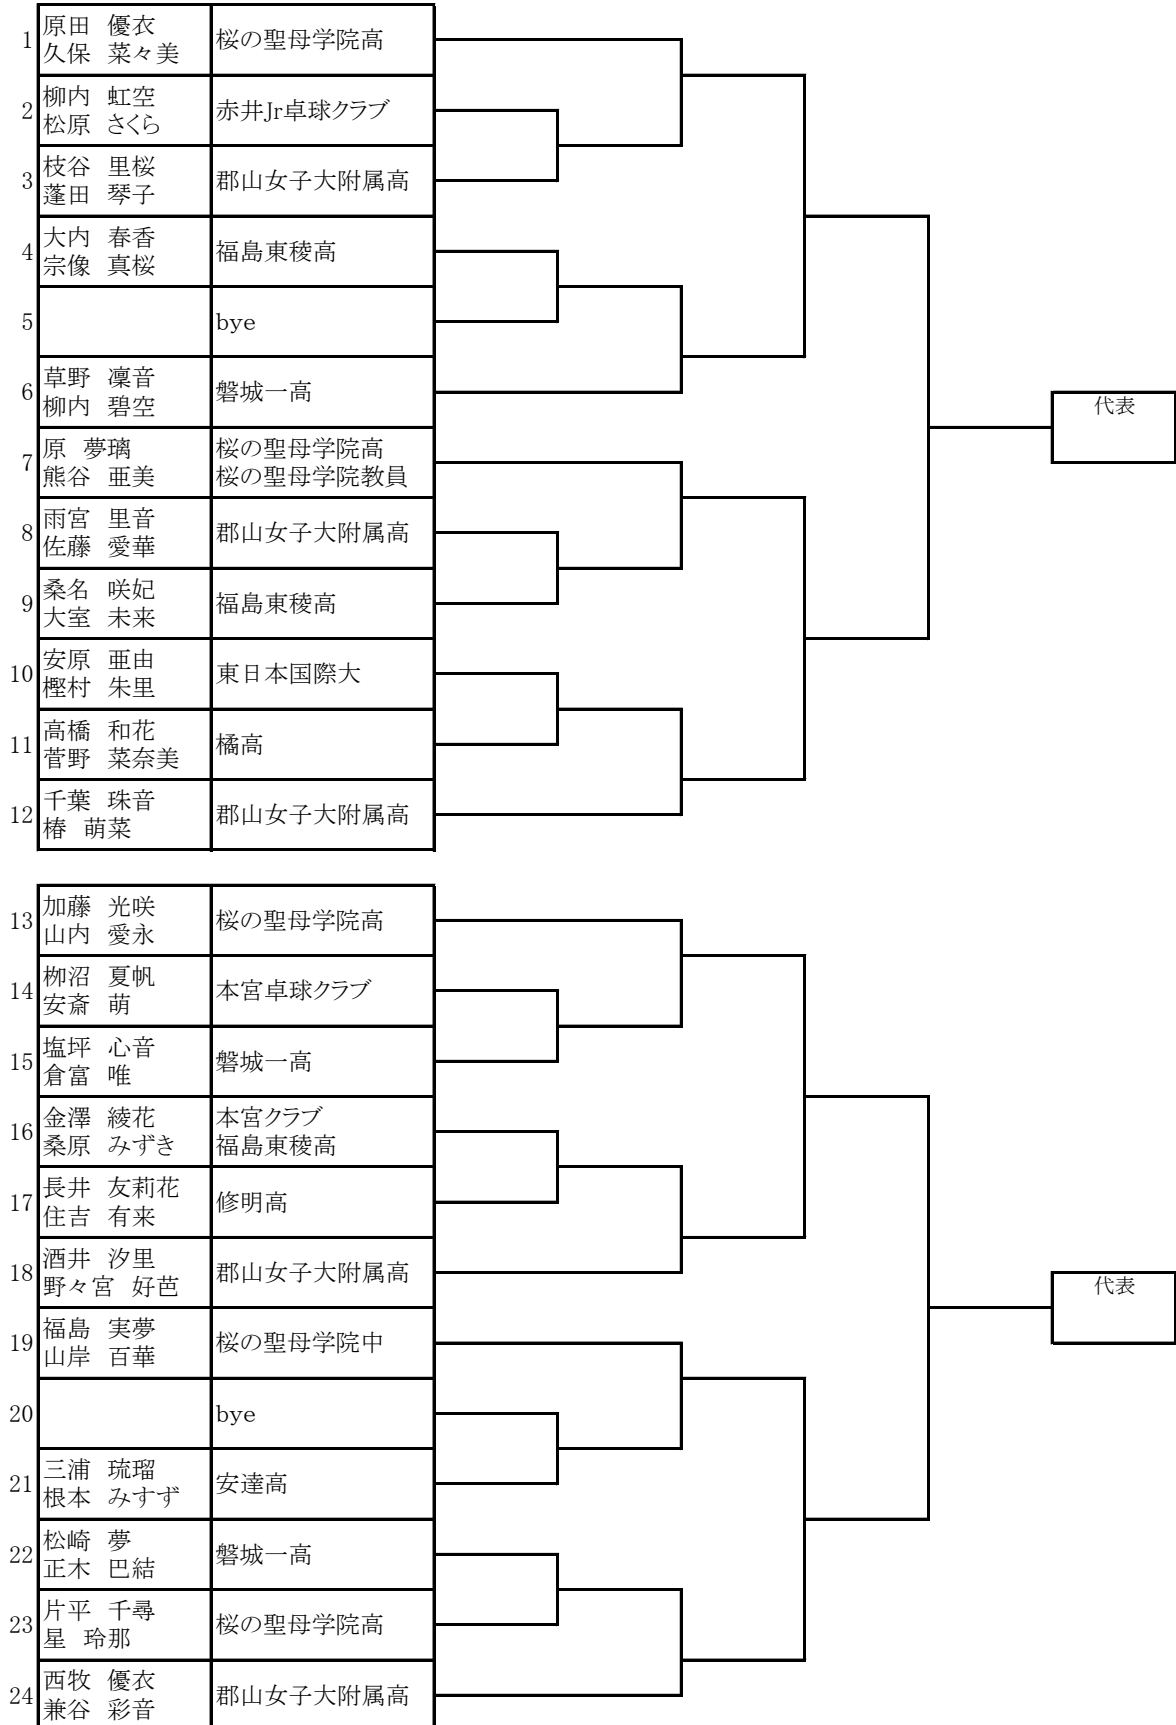 1 原田 優衣 桜の聖母学院高
久保 菜々美
2 柳内 虹空 赤井Jr卓球クラブ
松原 さくら
3 枝谷 里桜 郡山女子大附属高
蓬田 琴子
4 大内 春香 福島東稜高
宗像 真桜
5 bye
6 草野 凜音 磐城一高
柳内 碧空
代表
7 原 夢璃 桜の聖母学院高
熊谷 亜美 桜の聖母学院教員
8 雨宮 里音 郡山女子大附属高
佐藤 愛華
9 桑名 咲妃 福島東稜高
大室 未来
10 安原 亜由 東日本国際大
樫村 朱里
11 高橋 和花 橘高
菅野 菜奈美
12 千葉 珠音 郡山女子大附属高
椿 萌菜
13 加藤 光咲 桜の聖母学院高
山内 愛永
14 栁沼 夏帆 本宮卓球クラブ
安斎 萌
15 塩坪 心音 磐城一高
倉富 唯
16 金澤 綾花 本宮クラブ
桑原 みずき 福島東稜高
17 長井 友莉花 修明高
住吉 有来
18 酒井 汐里 郡山女子大附属高
野々宮 好芭
代表
19 福島 実夢 桜の聖母学院中
山岸 百華
20 bye
21 三浦 琉瑠 安達高
根本 みすず
22 松崎 夢 磐城一高
正木 巴結
23 片平 千尋 桜の聖母学院高
星 玲那
24 西牧 優衣 郡山女子大附属高
兼谷 彩音